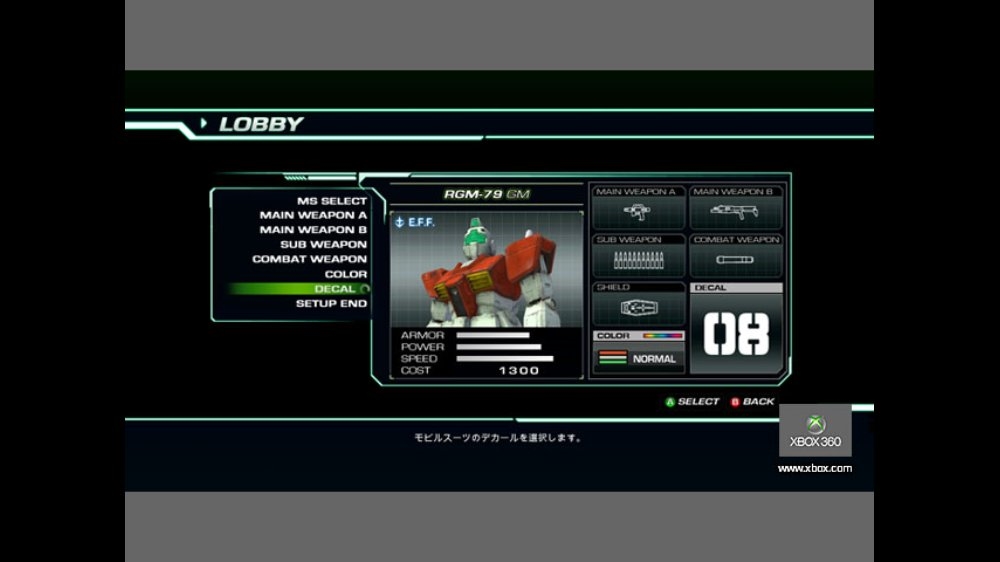 LOBBY
MS SELECT
MAIN WEAPON A
MAIN WEAPON B
SUB WEAPON
COMBAT WEAPON
COLOR
DECAL
SETUP END
RGM-79 GM
E.F.F.
ARMOR
POWER
SPEED
COST 1300
MAIN WEAPON A
MAIN WEAPON B
SUB WEAPON
COMBAT WEAPON
SHIELD
DECAL
08
COLOR
NORMAL
A SELECT B BACK
モビルスーツのデカールを選択します。
XBOX 360
www.xbox.com